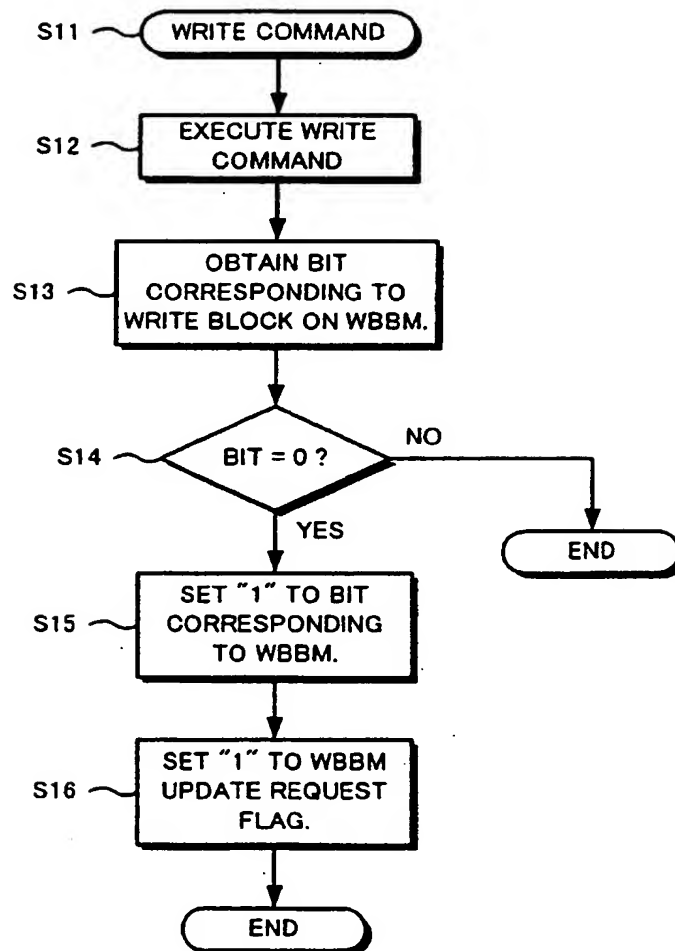 S11
WRITE COMMAND
S12
EXECUTE WRITE
COMMAND
S13
OBTAIN BIT
CORRESPONDING TO
WRITE BLOCK ON WBBM.
S14
BIT = 0 ?
NO
YES
END
S15
SET "1" TO BIT
CORRESPONDING
TO WBBM.
S16
SET "1" TO WBBM
UPDATE REQUEST
FLAG.
END